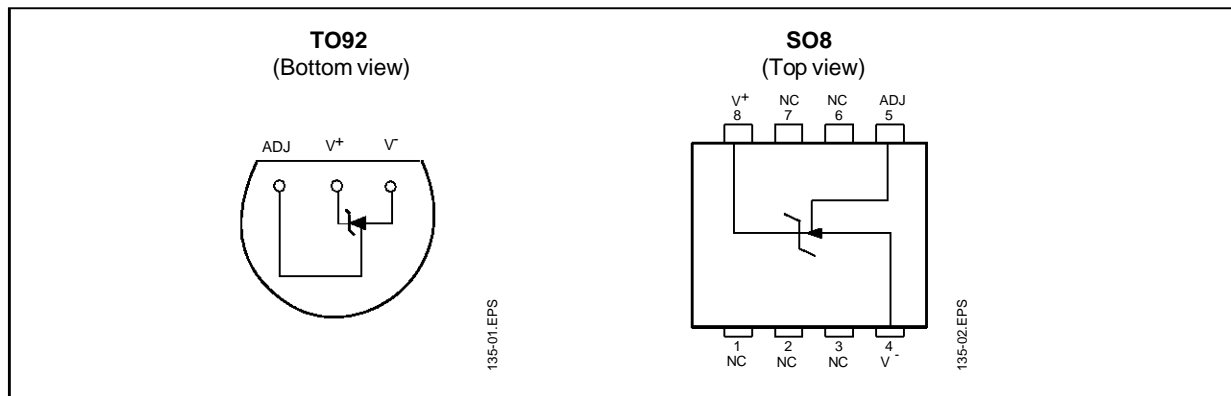 TO92
(Bottom view)
ADJ V+ V-
135-01.EPS
SO8
(Top view)
V+ NC NC ADJ
8 7 6 5
1 2 3 4
NC NC NC V -
135-02.EPS